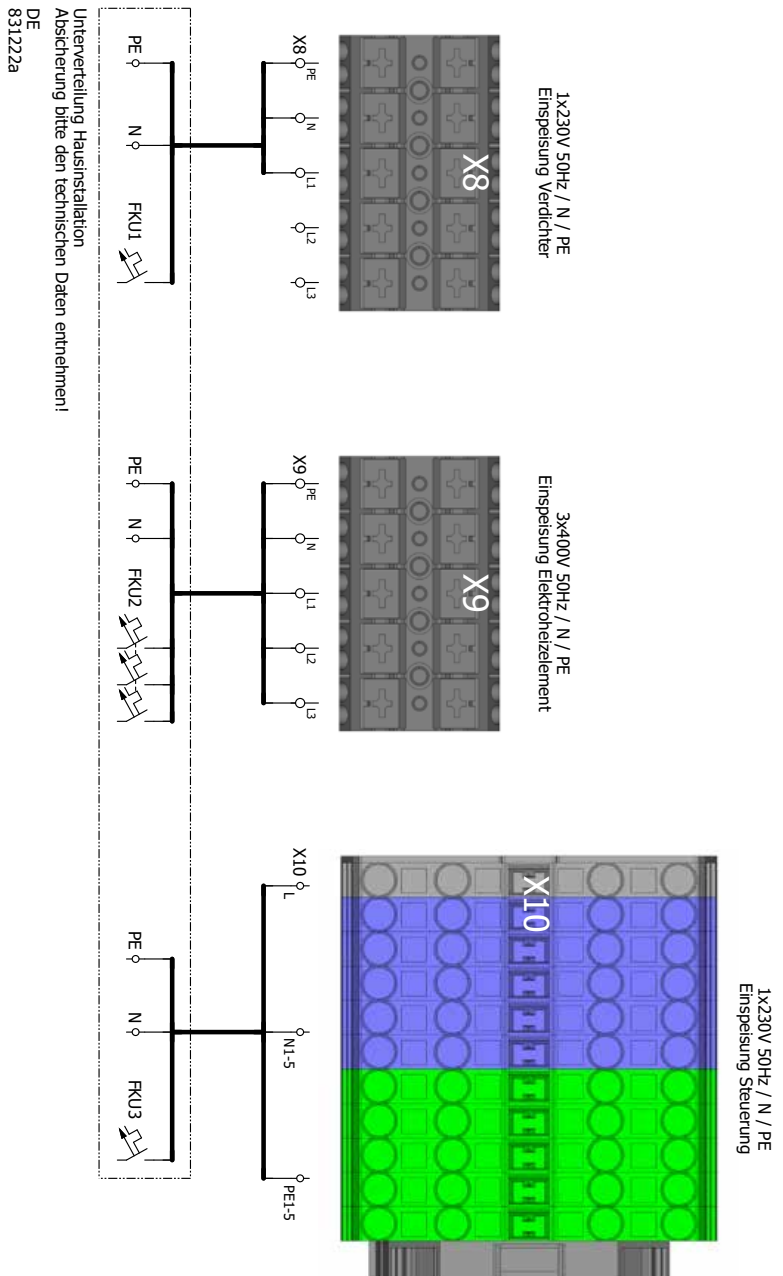 1x230V 50Hz / N / PE
Einspeisung Verdichter
X8
X8
PE
N
L1
L2
L3
PE
N
FKU1
3x400V 50Hz / N / PE
Einspeisung Elektroheizelement
X9
X9
PE
N
L1
L2
L3
PE
N
FKU2
1x230V 50Hz / N / PE
Einspeisung Steuerung
X10
X10
L
N1-5
PE1-5
PE
N
FKU3
Unterverteilung Hausinstallation
Absicherung bitte den technischen Daten entnehmen!
DE
831222a